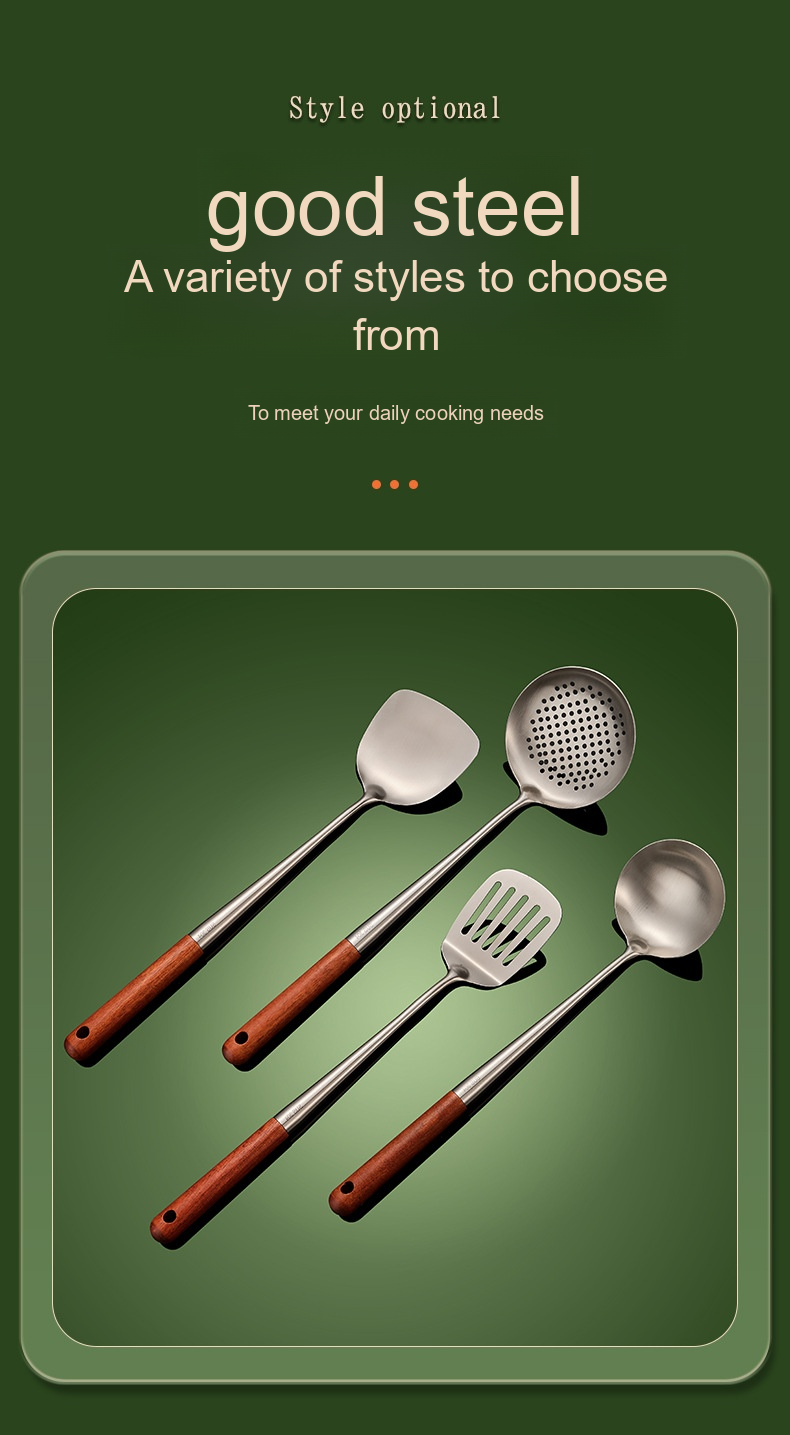 Style optional
good steel
A variety of styles to choose
from
To meet your daily cooking needs